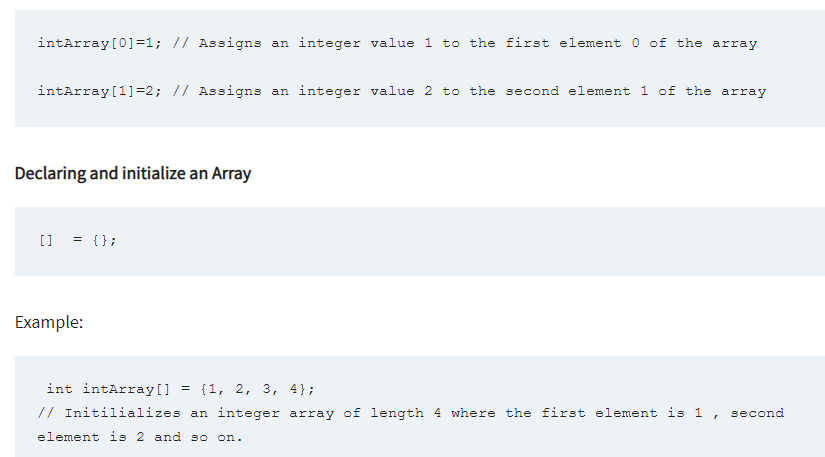 intArray[0]=1; // Assigns an integer value 1 to the first element 0 of the array
intArray[1]=2; // Assigns an integer value 2 to the second element 1 of the array
Declaring and initialize an Array
[]  = {};
Example:
int intArray[] = {1, 2, 3, 4};
// Initilializes an integer array of length 4 where the first element is 1 , second
element is 2 and so on.